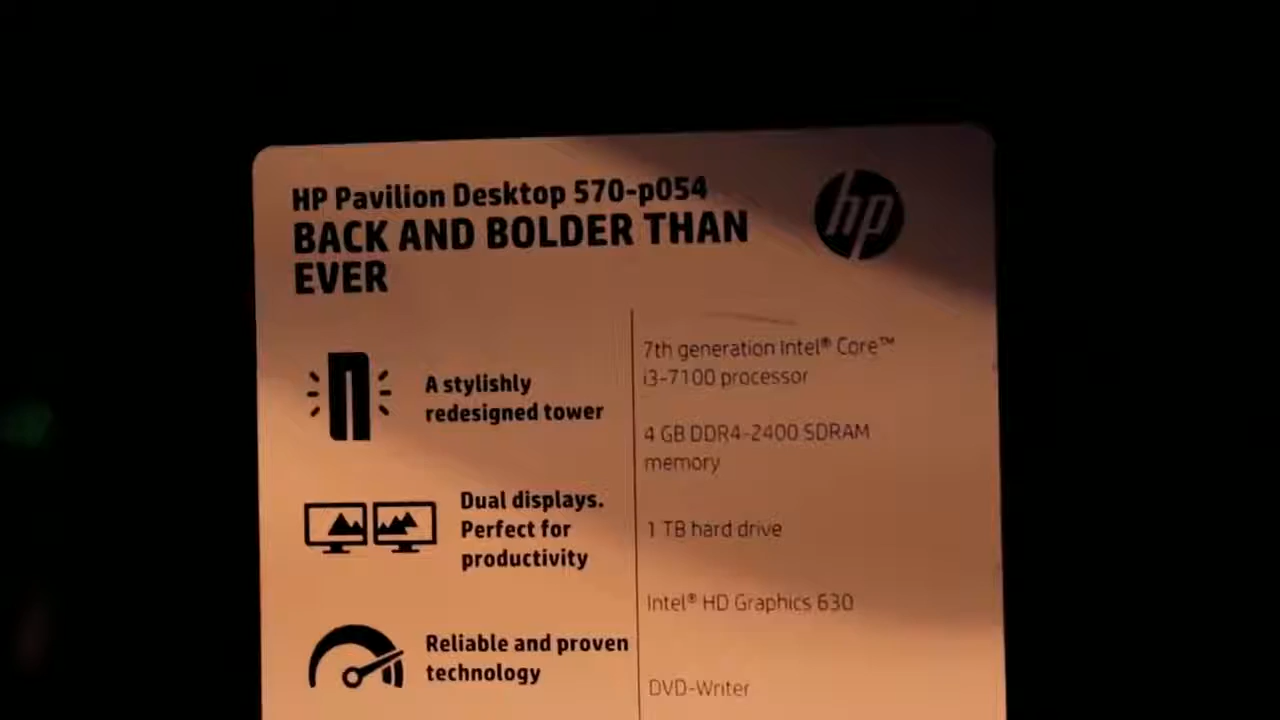 HP Pavilion Desktop 570-p054
BACK AND BOLDER THAN
EVER
hp
A stylishly
redesigned tower
Dual displays.
Perfect for
productivity
Reliable and proven
technology
7th generation Intel® Core™
i3-7100 processor
4 GB DDR4-2400 SDRAM
memory
1 TB hard drive
Intel® HD Graphics 630
DVD-Writer